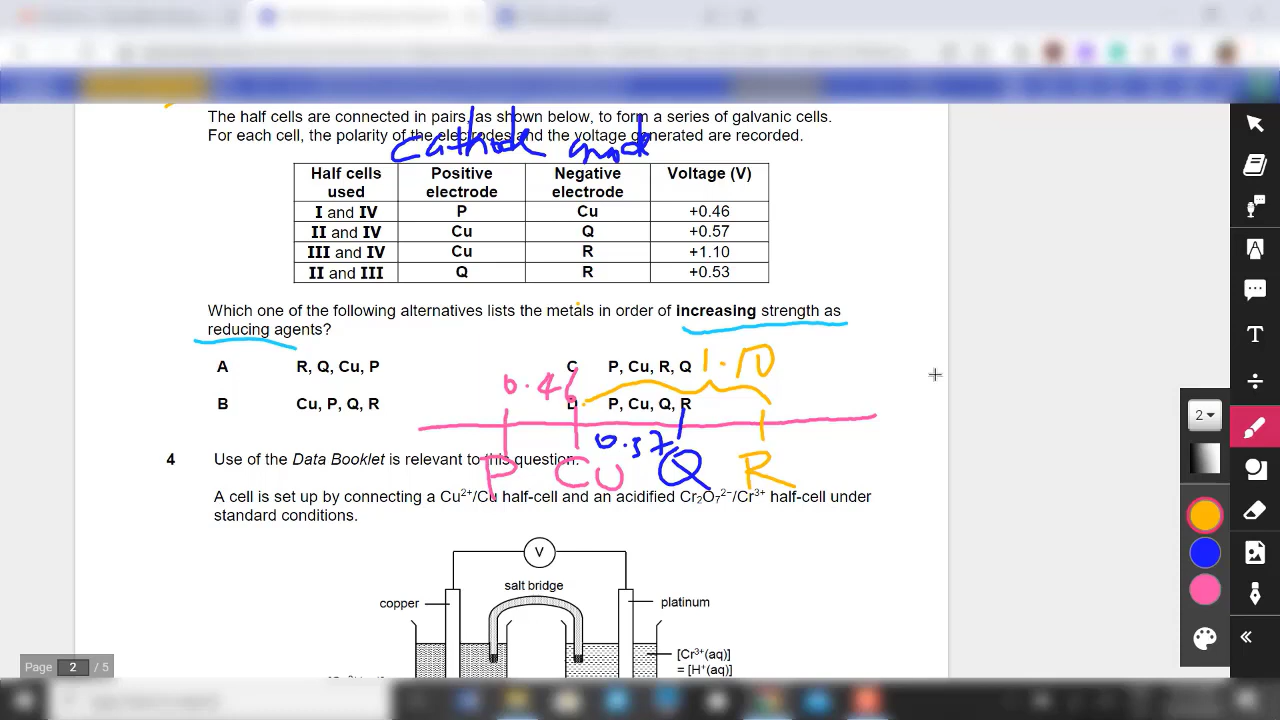 The half cells are connected in pairs, as shown below, to form a series of galvanic cells.
For each cell, the polarity of the electrodes and the voltage generated are recorded.
cathode anode
Half cells used Positive electrode Negative electrode Voltage (V)
I and IV P Cu +0.46
II and IV Cu Q +0.57
III and IV Cu R +1.10
II and III Q R +0.53
Which one of the following alternatives lists the metals in order of increasing strength as
reducing agents?
A R, Q, Cu, P C P, Cu, R, Q 1.10
0.46
B Cu, P, Q, R D P, Cu, Q, R
0.57
P CU Q R
4 Use of the Data Booklet is relevant to this question.
A cell is set up by connecting a Cu²⁺/Cu half-cell and an acidified Cr₂O₇²⁻/Cr³⁺ half-cell under
standard conditions.
V
salt bridge
copper platinum
[Cr³⁺(aq)]
= [H⁺(aq)]
2
Page 2 / 5